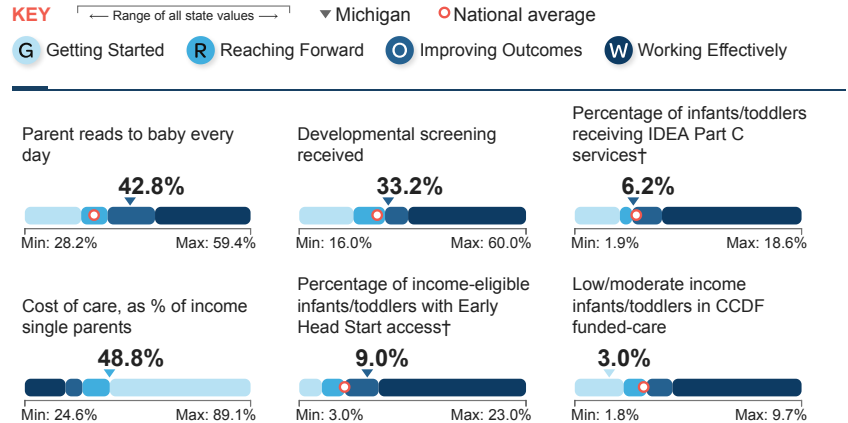 KEY
Range of all state values
Michigan
National average
G Getting Started
R Reaching Forward
O Improving Outcomes
W Working Effectively
Parent reads to baby every
day
42.8%
Min: 28.2%
Max: 59.4%
Developmental screening
received
33.2%
Min: 16.0%
Max: 60.0%
Percentage of infants/toddlers
receiving IDEA Part C
services†
6.2%
Min: 1.9%
Max: 18.6%
Cost of care, as % of income
single parents
48.8%
Min: 24.6%
Max: 89.1%
Percentage of income-eligible
infants/toddlers with Early
Head Start access†
9.0%
Min: 3.0%
Max: 23.0%
Low/moderate income
infants/toddlers in CCDF
funded-care
3.0%
Min: 1.8%
Max: 9.7%